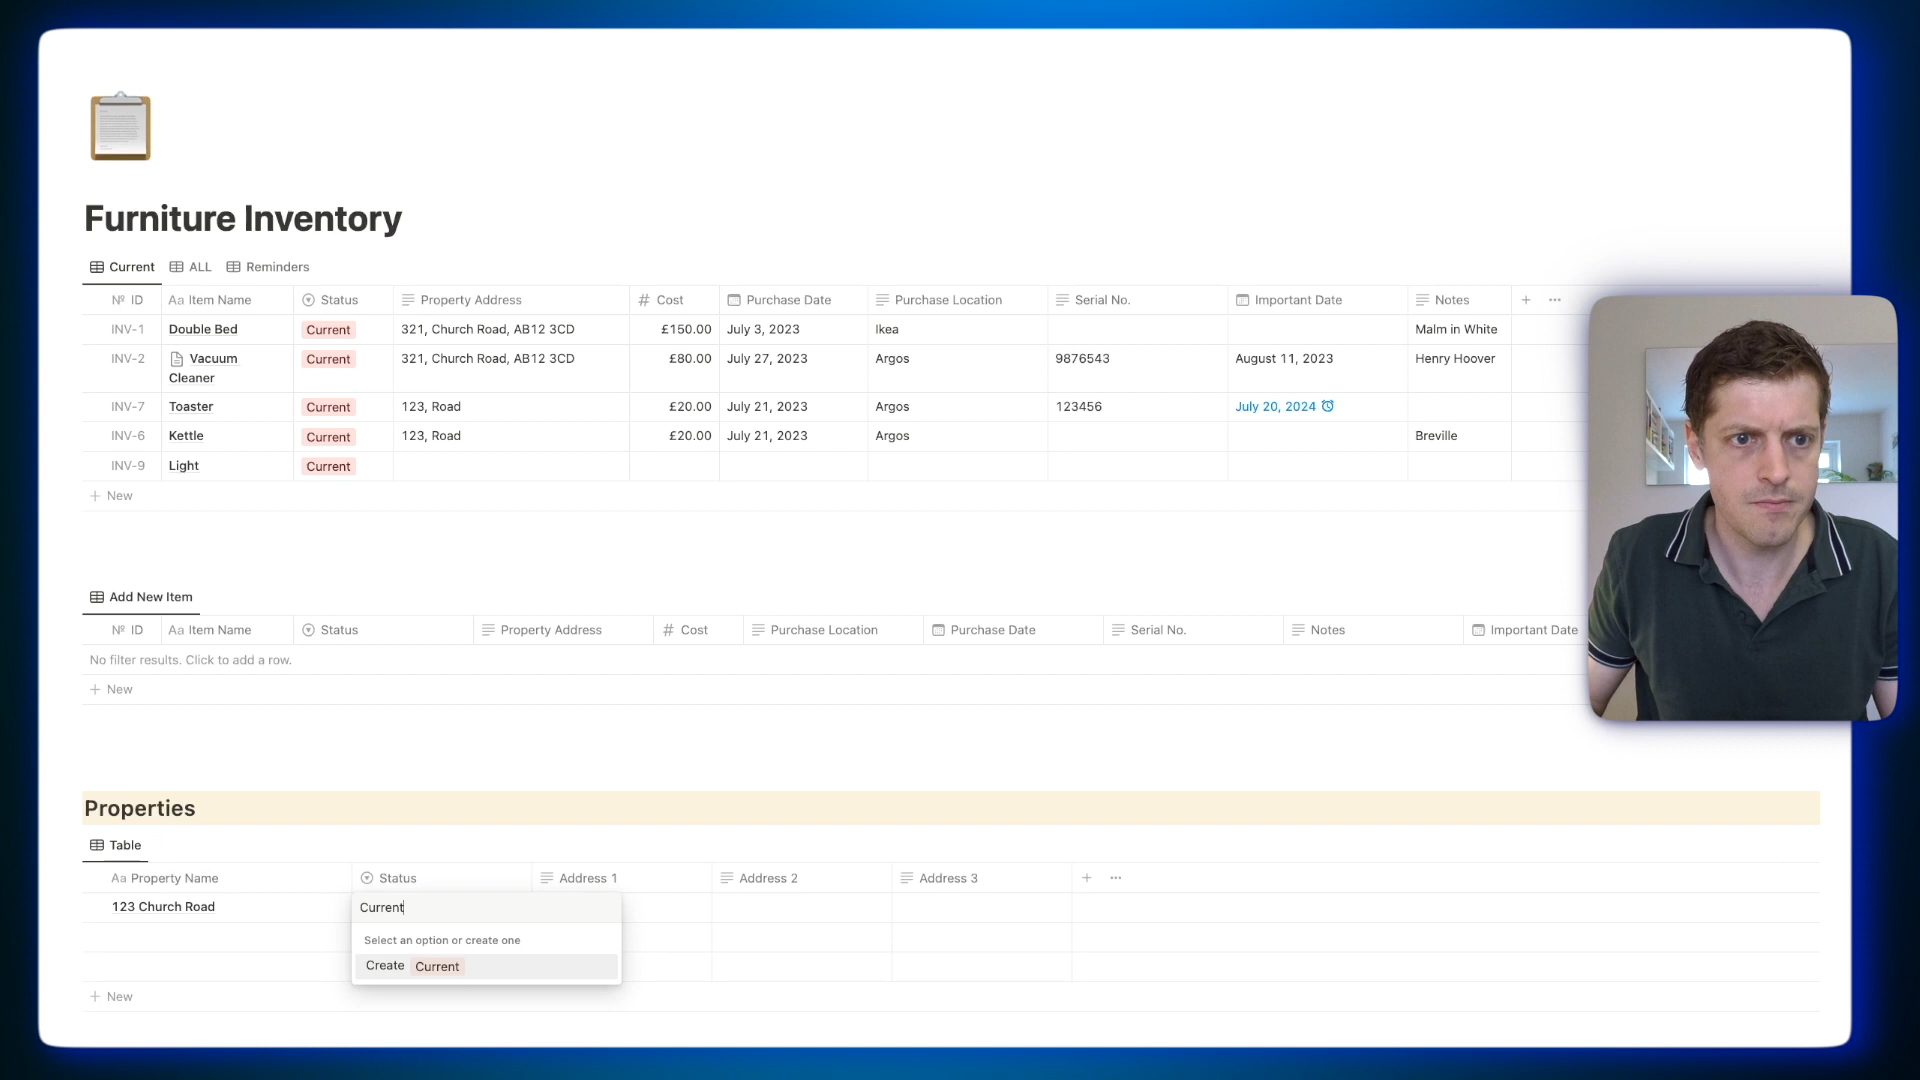 Furniture Inventory
Current ALL Reminders
Nº ID Aa Item Name Status Property Address # Cost Purchase Date Purchase Location Serial No. Important Date Notes + ...
INV-1 Double Bed Current 321, Church Road, AB12 3CD £150.00 July 3, 2023 Ikea Malm in White
INV-2 Vacuum Cleaner Current 321, Church Road, AB12 3CD £80.00 July 27, 2023 Argos 9876543 August 11, 2023 Henry Hoover
INV-7 Toaster Current 123, Road £20.00 July 21, 2023 Argos 123456 July 20, 2024
INV-6 Kettle Current 123, Road £20.00 July 21, 2023 Argos Breville
INV-9 Light Current
+ New
Add New Item
Nº ID Aa Item Name Status Property Address # Cost Purchase Location Purchase Date Serial No. Notes Important Date
No filter results. Click to add a row.
+ New
Properties
Table
Aa Property Name Status Address 1 Address 2 Address 3 + ...
123 Church Road Current
Select an option or create one
Create Current
+ New